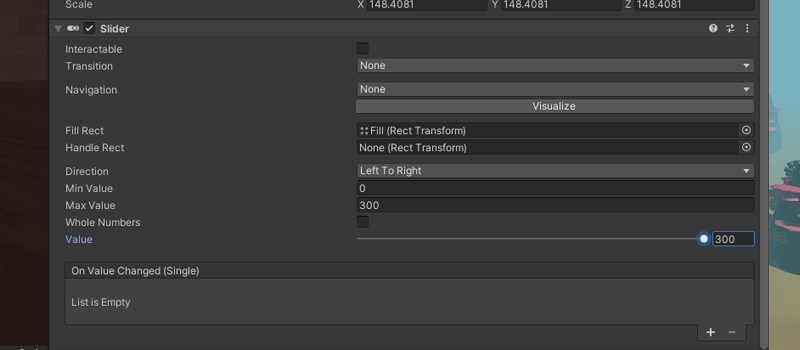 Scale X 148.4081 Y 148.4081 Z 148.4081
Slider
Interactable
Transition None
Navigation None
Visualize
Fill Rect Fill (Rect Transform)
Handle Rect None (Rect Transform)
Direction Left To Right
Min Value 0
Max Value 300
Whole Numbers
Value 300
On Value Changed (Single)
List is Empty